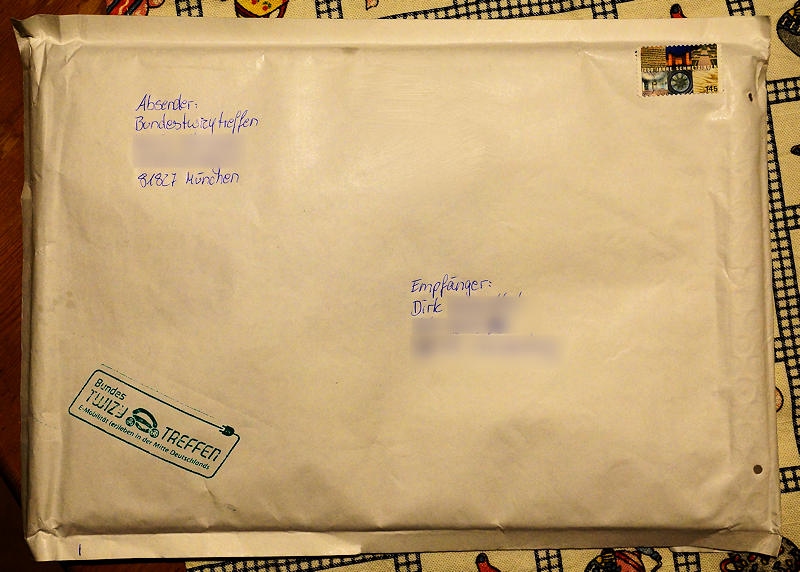 Absender:
Bundestwizytreffen
81827 München
Empfänger:
Dirk
145
Bundes
TWIZY
TREFFEN
E-Mobilität (er)leben in der Mitte Deutschlands